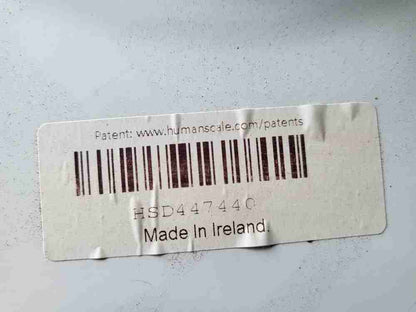 Patent: www.humanscale.com/patents
HSD447440
Made In Ireland.